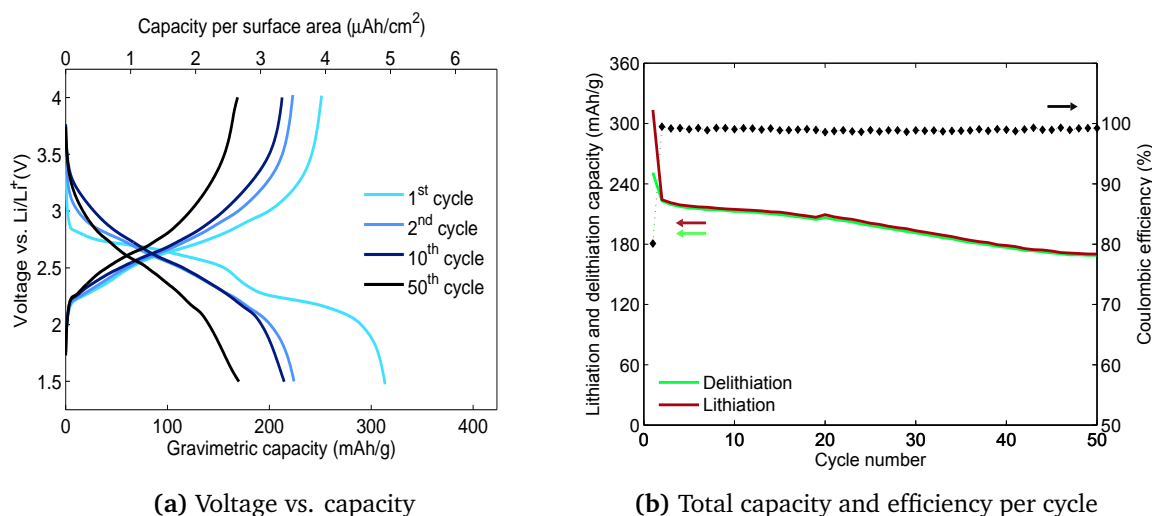 Capacity per surface area (μAh/cm²)
0 1 2 3 4 5 6
Voltage vs. Li/Li⁺(V)
4
3.5
3
2.5
2
1.5
1ˢᵗ cycle
2ⁿᵈ cycle
10ᵗʰ cycle
50ᵗʰ cycle
0 100 200 300 400
Gravimetric capacity (mAh/g)
(a) Voltage vs. capacity
Lithiation and delithiation capacity (mAh/g)
360
300
240
180
120
60
0
Delithiation
Lithiation
110
100
90
80
70
60
50
Coulombic efficiency (%)
0 10 20 30 40 50
Cycle number
(b) Total capacity and efficiency per cycle